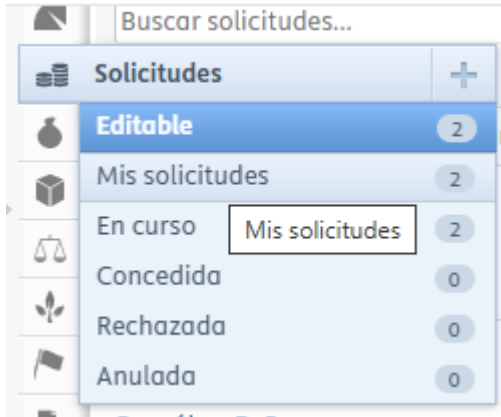 Buscar solicitudes...
Solicitudes
Editable 2
Mis solicitudes 2
En curso Mis solicitudes 2
Concedida 0
Rechazada 0
Anulada 0